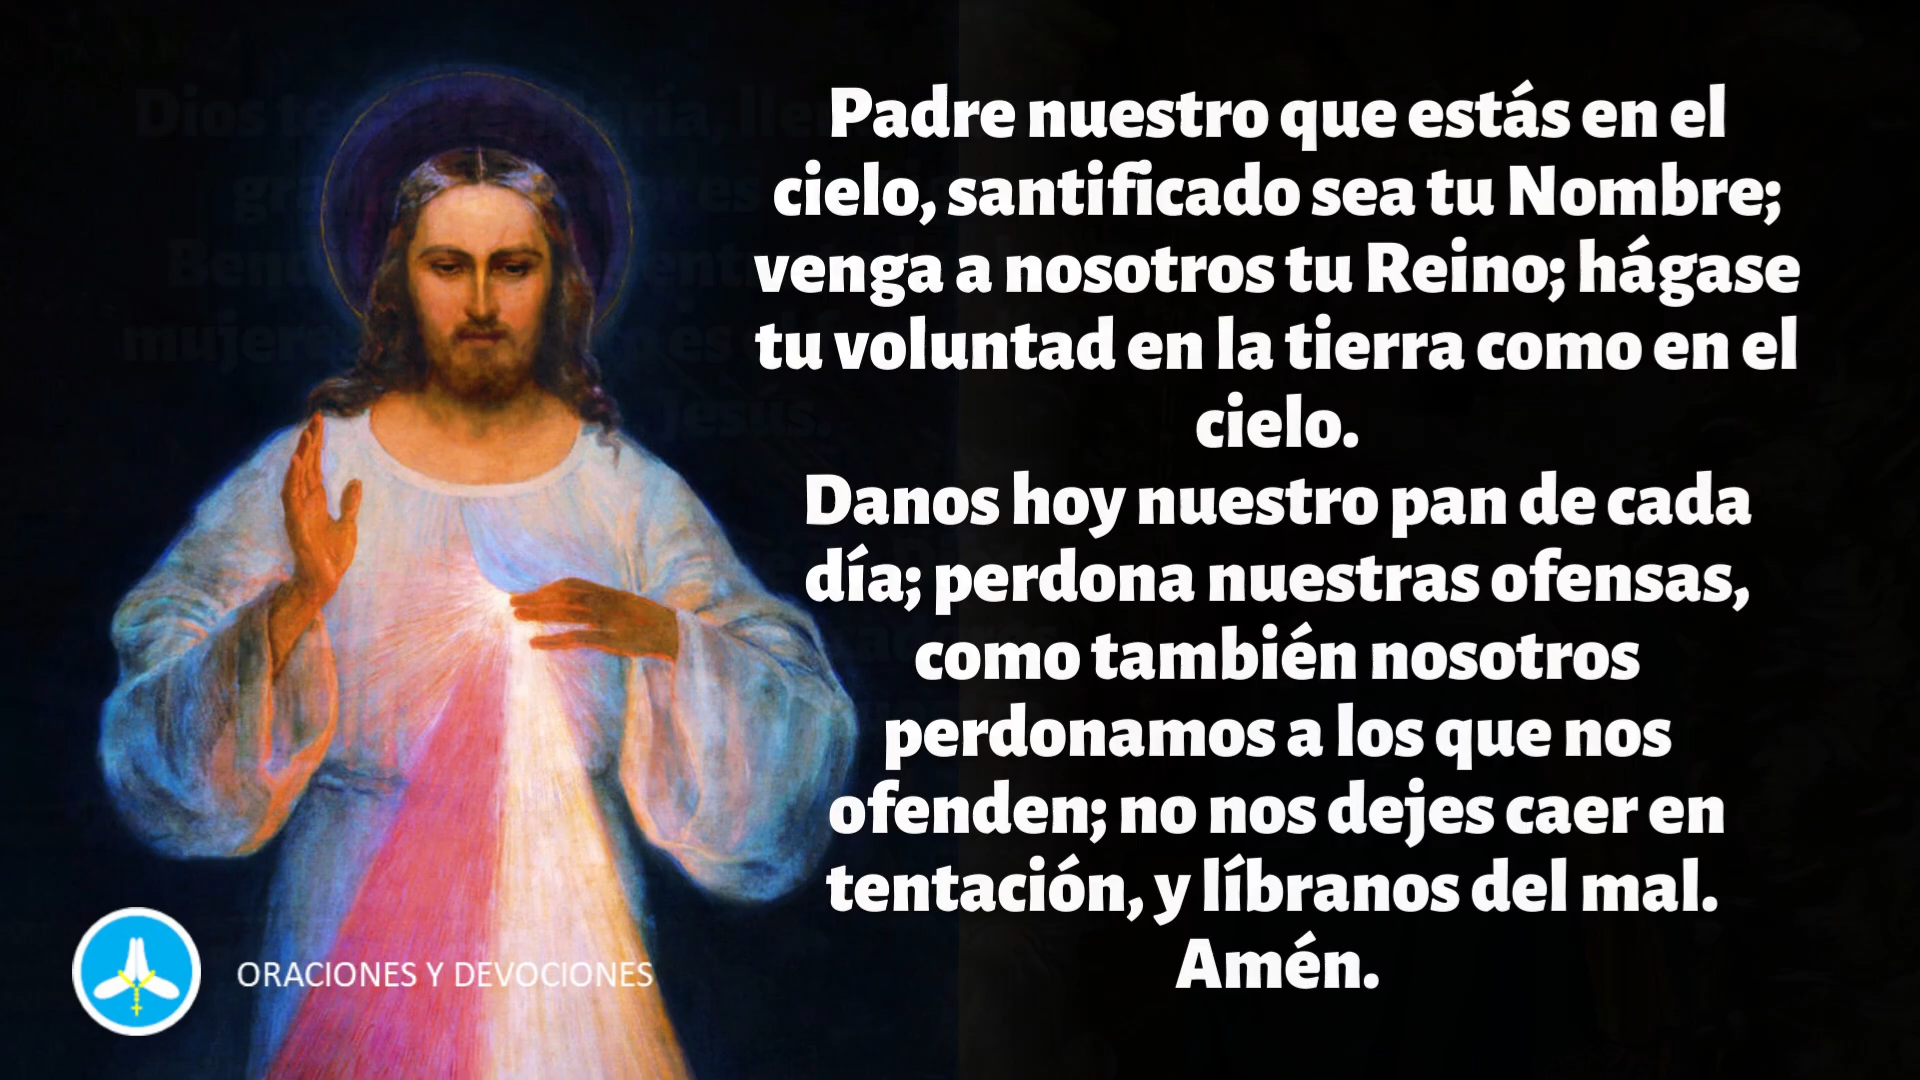 Padre nuestro que estás en el
cielo, santificado sea tu Nombre;
venga a nosotros tu Reino; hágase
tu voluntad en la tierra como en el
cielo.
Danos hoy nuestro pan de cada
día; perdona nuestras ofensas,
como también nosotros
perdonamos a los que nos
ofenden; no nos dejes caer en
tentación, y líbranos del mal.
Amén.
ORACIONES Y DEVOCIONES